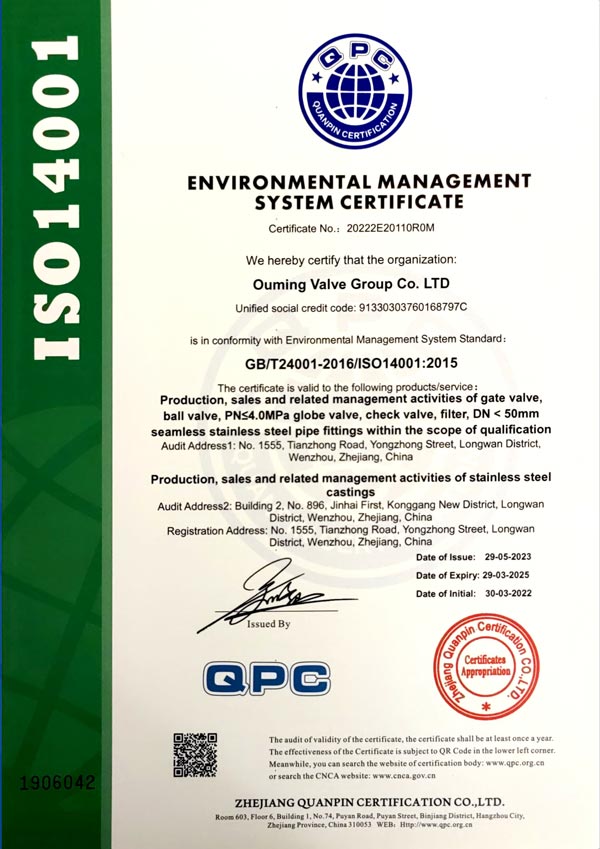 ISO14001
QPC
QUANPIN CERTIFICATION
ENVIRONMENTAL MANAGEMENT
SYSTEM CERTIFICATE
Certificate No.: 20222E20110R0M
We hereby certify that the organization:
Ouming Valve Group Co. LTD
Unified social credit code: 91330303760168797C
is in conformity with Environmental Management System Standard:
GB/T24001-2016/ISO14001:2015
The certificate is valid to the following products/service:
Production, sales and related management activities of gate valve,
ball valve, PN≤4.0MPa globe valve, check valve, filter, DN < 50mm
seamless stainless steel pipe fittings within the scope of qualification
Audit Address1: No. 1555, Tianzhong Road, Yongzhong Street, Longwan District,
Wenzhou, Zhejiang, China
Production, sales and related management activities of stainless steel
castings
Audit Address2: Building 2, No. 896, Jinhai First, Konggang New District, Longwan
District, Wenzhou, Zhejiang, China
Registration Address: No. 1555, Tianzhong Road, Yongzhong Street, Longwan
District, Wenzhou, Zhejiang, China
Date of Issue: 29-05-2023
Date of Expiry: 29-03-2025
Date of Initial: 30-03-2022
Issued By
QPC
Zhejiang Quanpin Certification CO.,LTD.
Certificates
Appropriation
1906042
The audit of validity of the certificate, the certificate shall be at least once a year.
The effectiveness of the Certificate is subject to QR Code in the lower left corner.
Meanwhile, you can search the website of certification body: www.qpc.org.cn
or search the CNCA website: www.cnca.gov.cn
ZHEJIANG QUANPIN CERTIFICATION CO.,LTD.
Room 603, Floor 6, Building 1, No.74, Puyan Road, Puyan Street, Binjiang District, Hangzhou City,
Zhejiang Province, China 310053 WEB: Http://www.qpc.org.cn